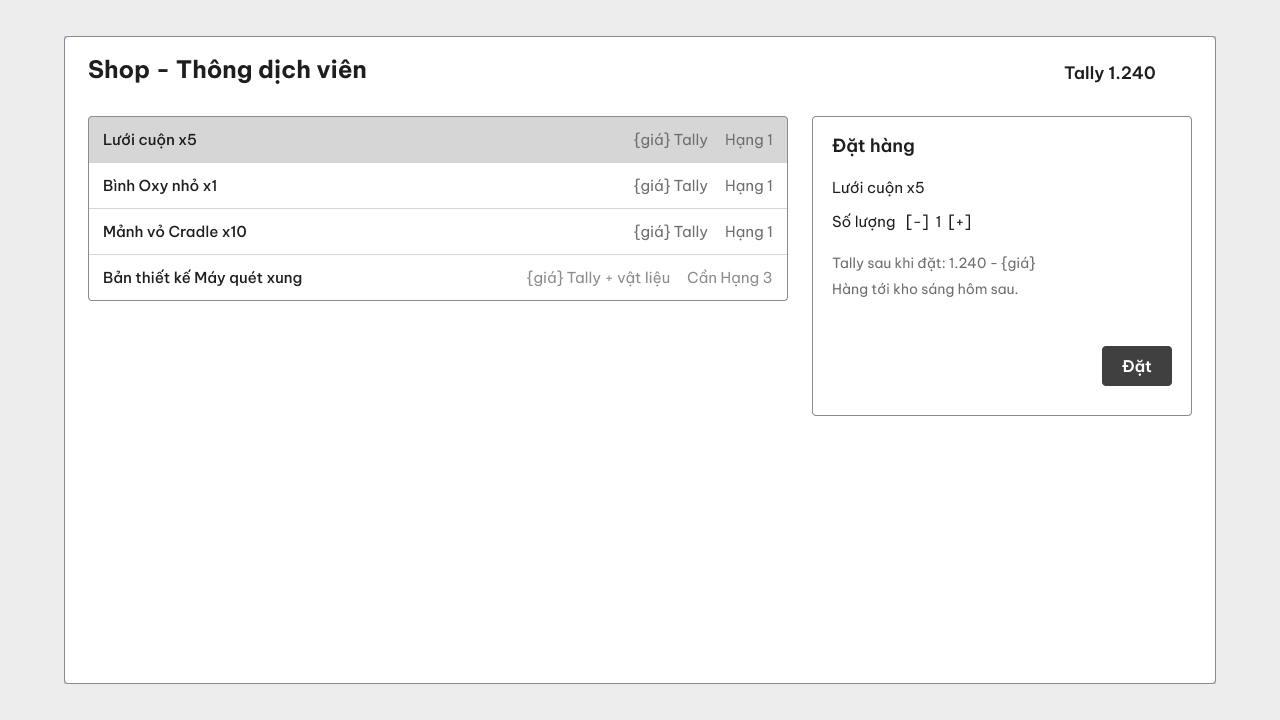 Shop - Thông dịch viên
Tally 1.240
Lưới cuộn x5 {giá} Tally Hạng 1
Bình Oxy nhỏ x1 {giá} Tally Hạng 1
Mảnh vỏ Cradle x10 {giá} Tally Hạng 1
Bản thiết kế Máy quét xung {giá} Tally + vật liệu Cần Hạng 3
Đặt hàng
Lưới cuộn x5
Số lượng [-] 1 [+]
Tally sau khi đặt: 1.240 - {giá}
Hàng tới kho sáng hôm sau.
Đặt